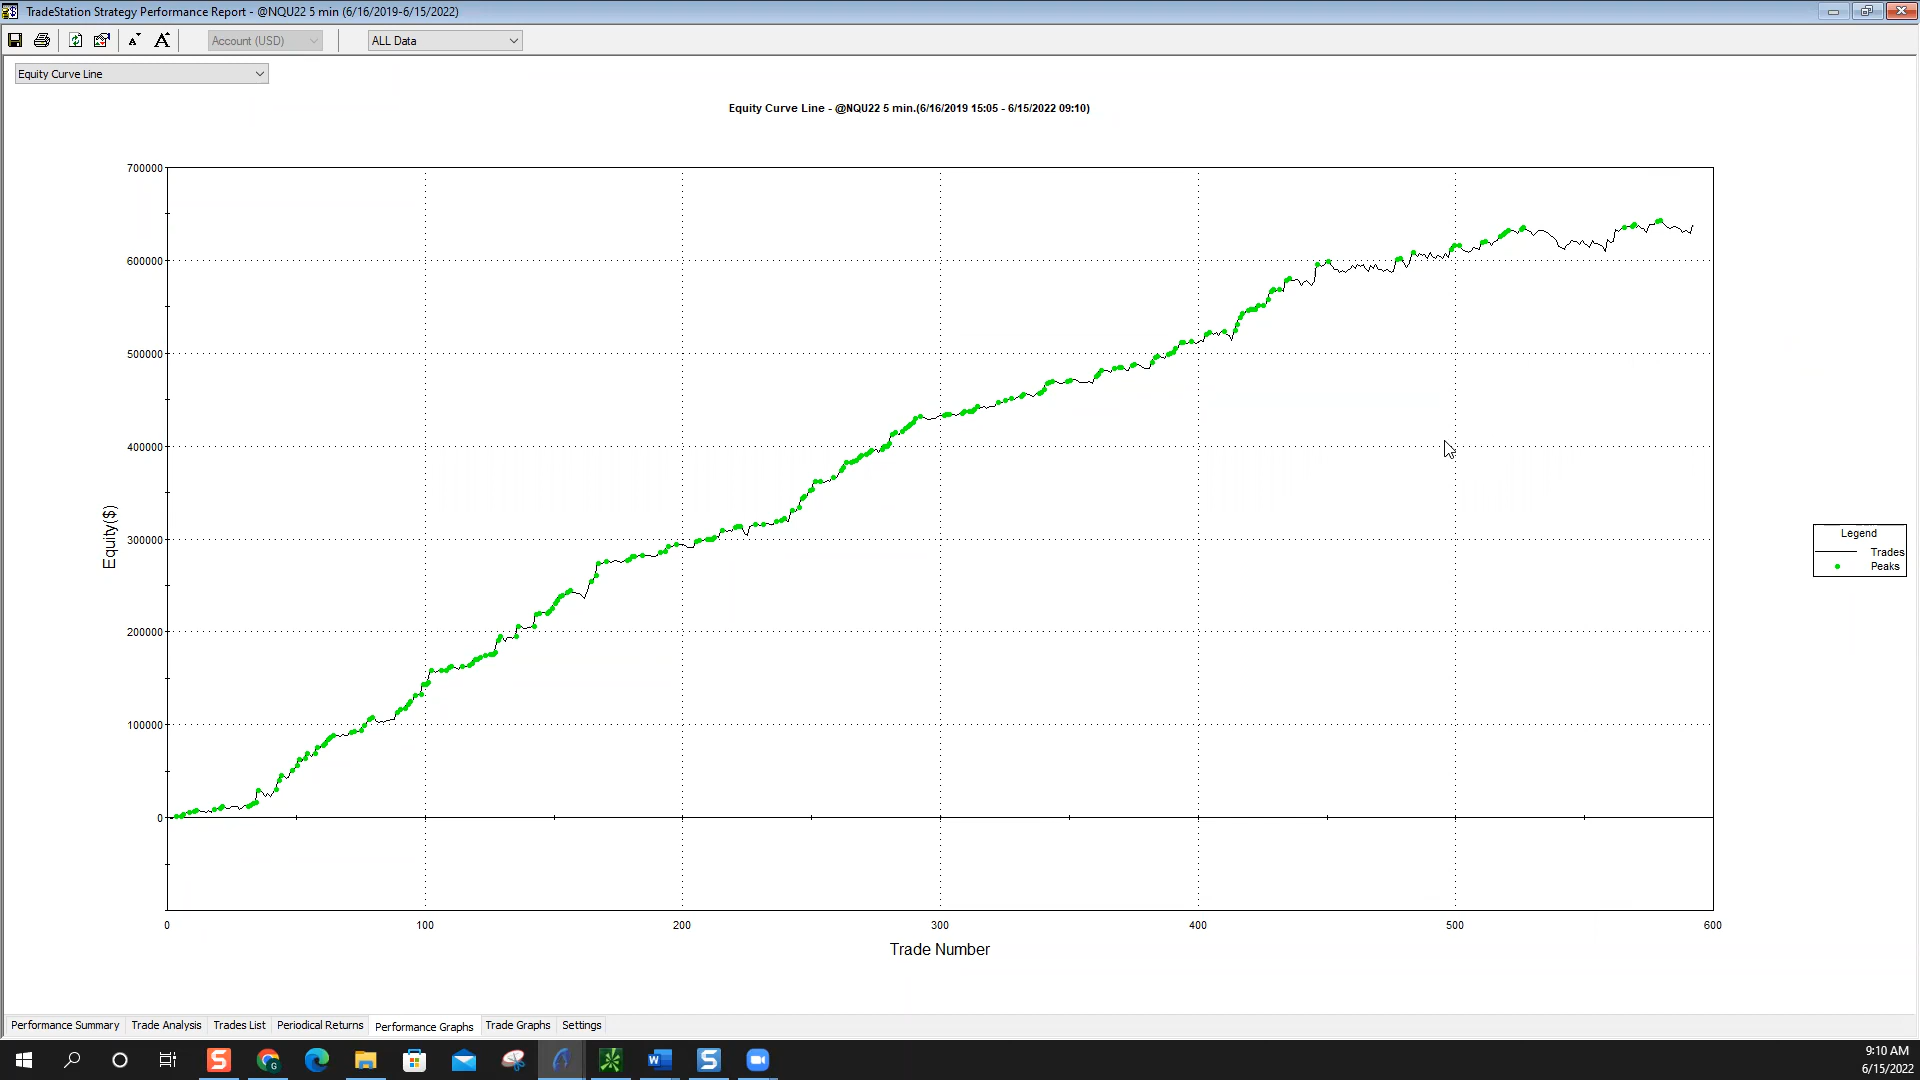 TradeStation Strategy Performance Report - @NQU22 5 min (6/16/2019-6/15/2022)
A A Account (USD) ALL Data
Equity Curve Line
Equity Curve Line - @NQU22 5 min.(6/16/2019 15:05 - 6/15/2022 09:10)
700000
600000
500000
400000
300000
200000
100000
0
Equity($)
0 100 200 300 400 500 600
Trade Number
Legend
Trades
Peaks
Performance Summary Trade Analysis Trades List Periodical Returns Performance Graphs Trade Graphs Settings
9:10 AM
6/15/2022